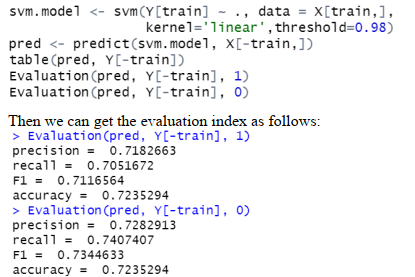 svm.model <- svm(Y[train] ~ ., data = X[train,],
kernel='linear',threshold=0.98)
pred <- predict(svm.model, X[-train,])
table(pred, Y[-train])
Evaluation(pred, Y[-train], 1)
Evaluation(pred, Y[-train], 0)
Then we can get the evaluation index as follows:
> Evaluation(pred, Y[-train], 1)
precision = 0.7182663
recall = 0.7051672
F1 = 0.7116564
accuracy = 0.7235294
> Evaluation(pred, Y[-train], 0)
precision = 0.7282913
recall = 0.7407407
F1 = 0.7344633
accuracy = 0.7235294